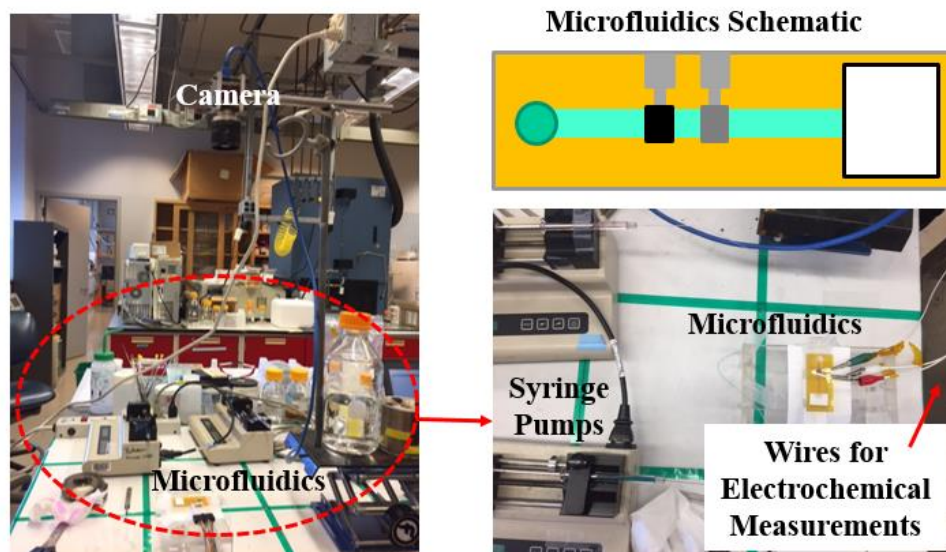 Microfluidics Schematic
Camera
Microfluidics
Microfluidics
Syringe
Pumps
Wires for
Electrochemical
Measurements